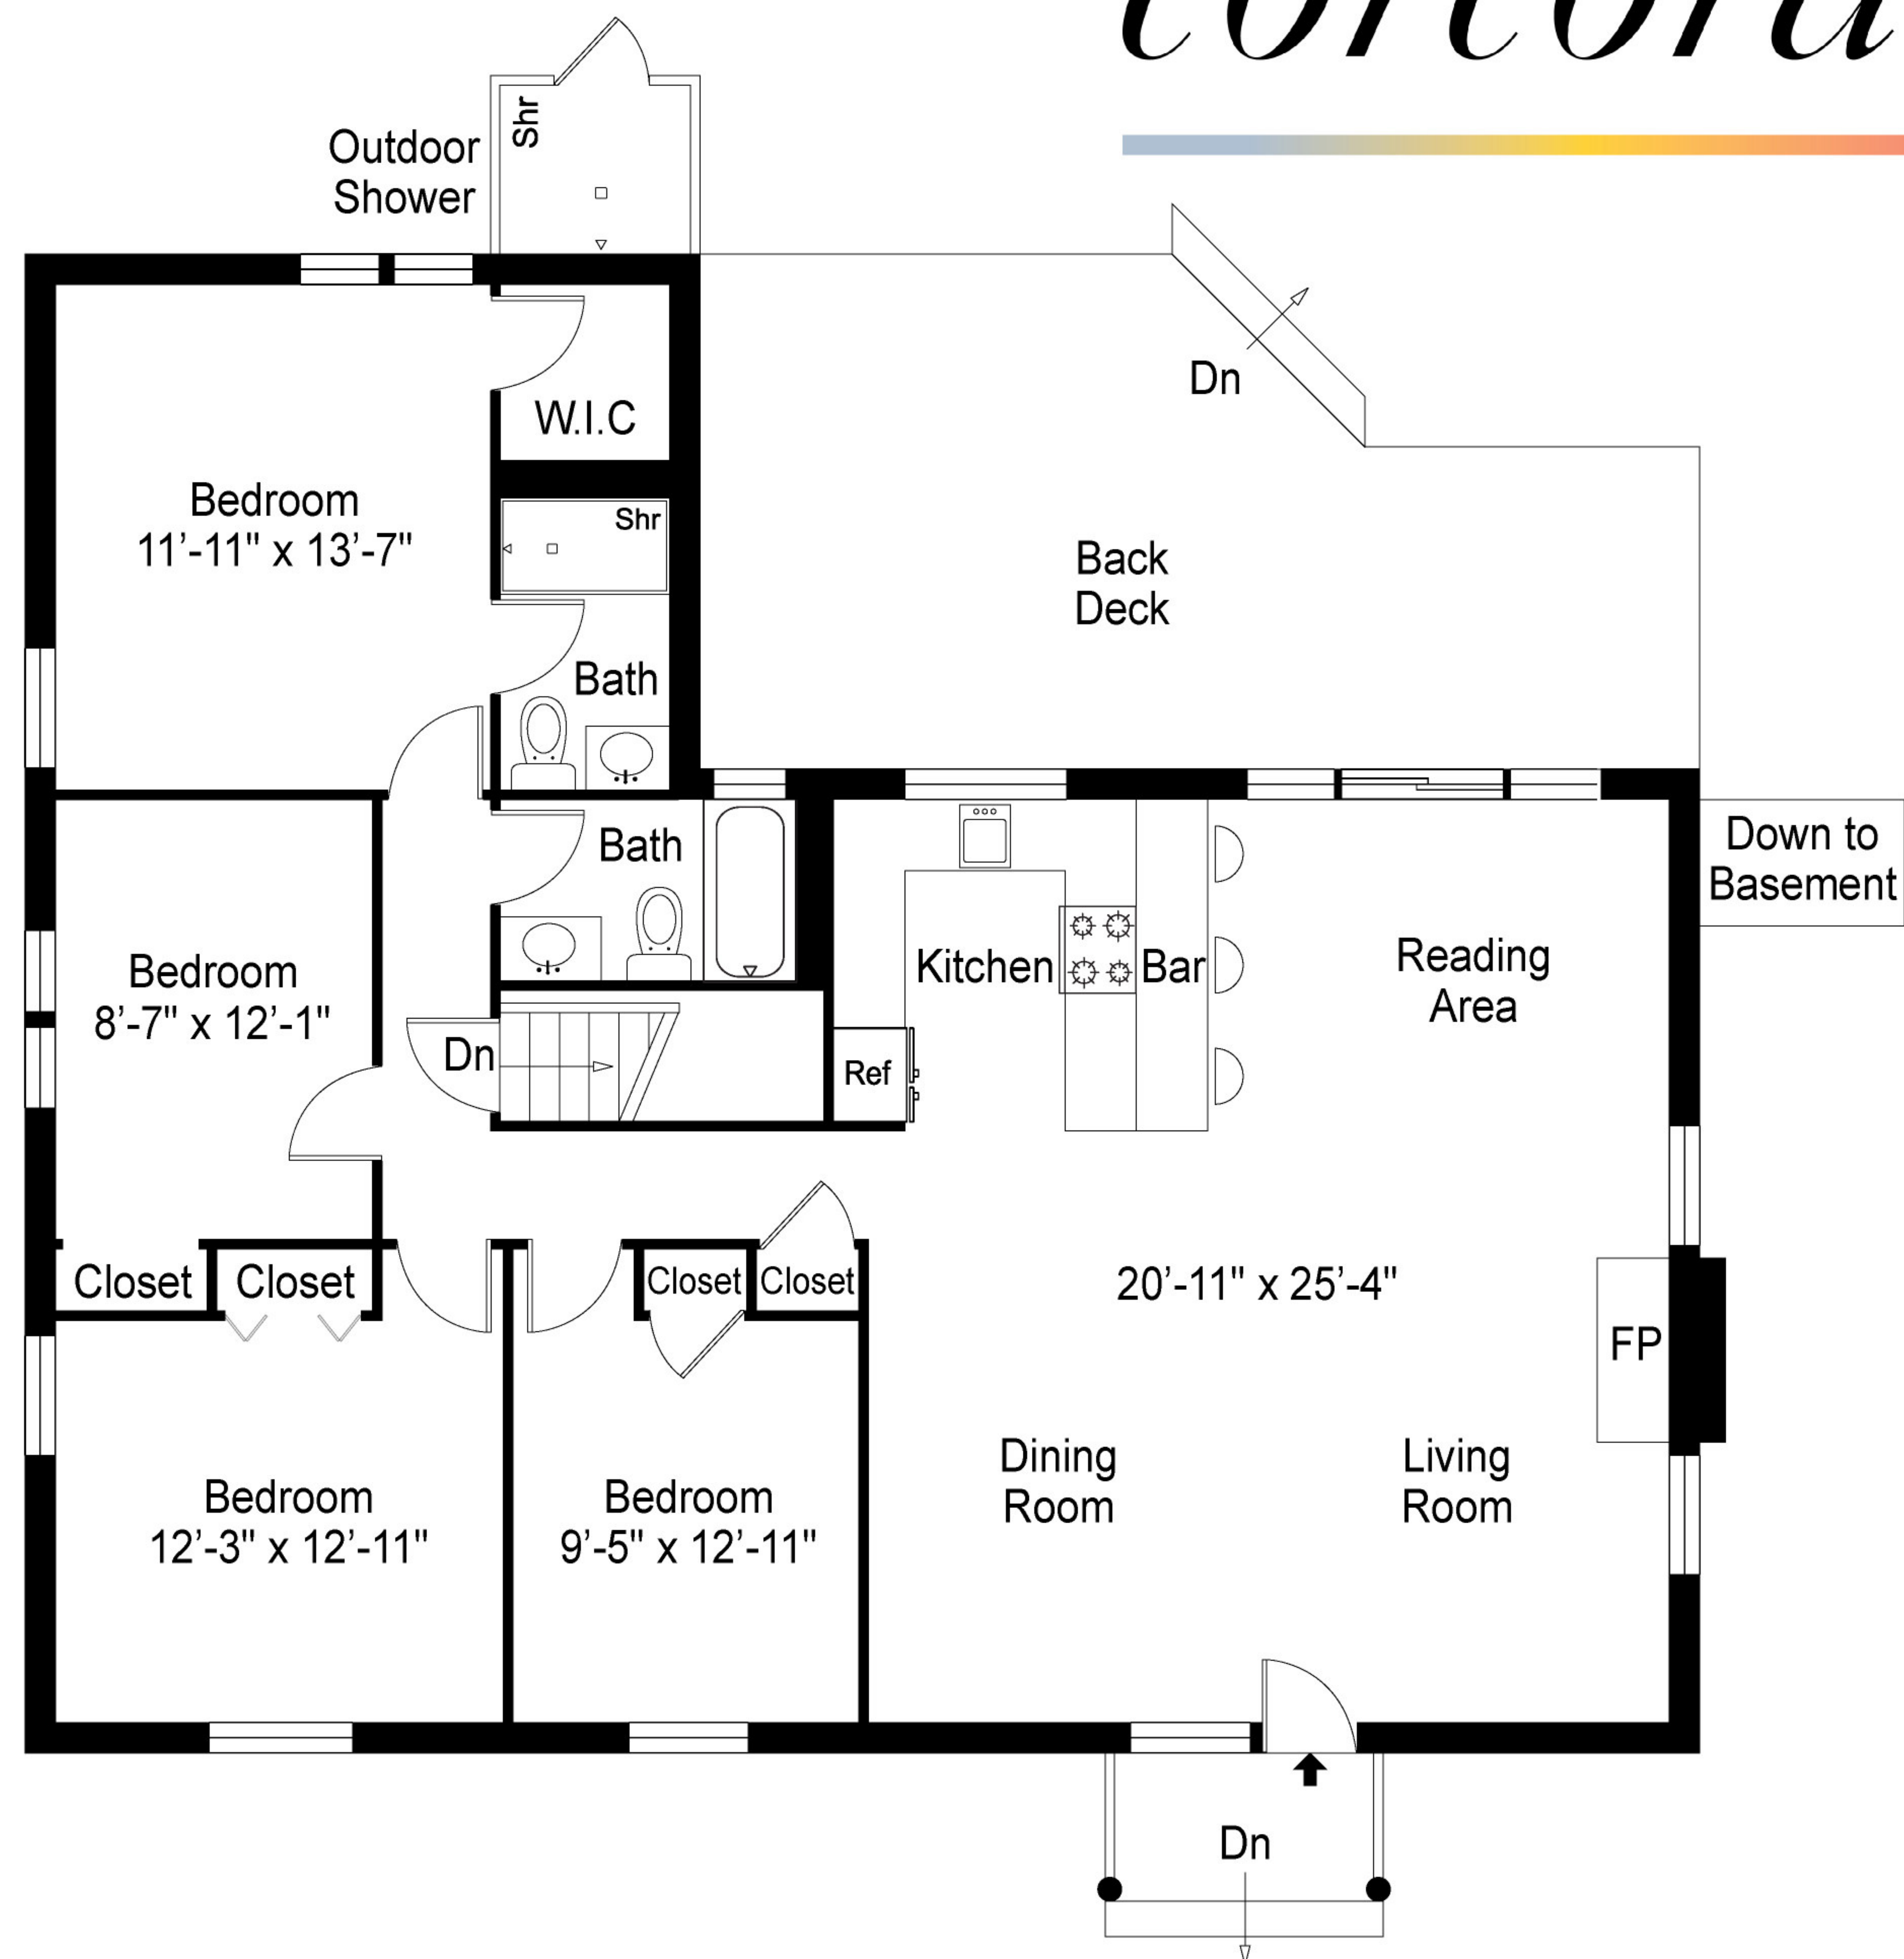 Shr
Outdoor
Shower
Dn
W.I.C
Bedroom
11'-11" x 13'-7"
Shr
Back
Deck
Bath
Bath
Down to
Basement
Kitchen
Bar
Reading
Area
Bedroom
8'-7" x 12'-1"
Dn
Ref
Closet
Closet
Closet
Closet
20'-11" x 25'-4"
FP
Dining
Room
Living
Room
Bedroom
12'-3" x 12'-11"
Bedroom
9'-5" x 12'-11"
Dn